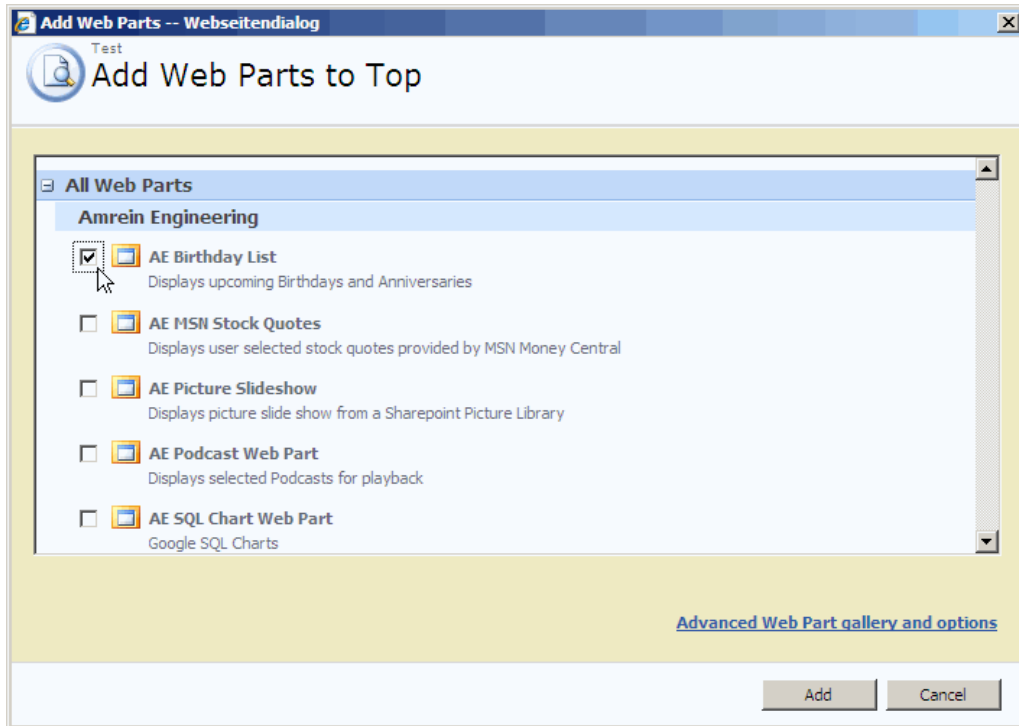 Add Web Parts -- Webseitendialog
Test
Add Web Parts to Top
All Web Parts
Amrein Engineering
AE Birthday List
Displays upcoming Birthdays and Anniversaries
AE MSN Stock Quotes
Displays user selected stock quotes provided by MSN Money Central
AE Picture Slideshow
Displays picture slide show from a Sharepoint Picture Library
AE Podcast Web Part
Displays selected Podcasts for playback
AE SQL Chart Web Part
Google SQL Charts
Advanced Web Part gallery and options
Add Cancel